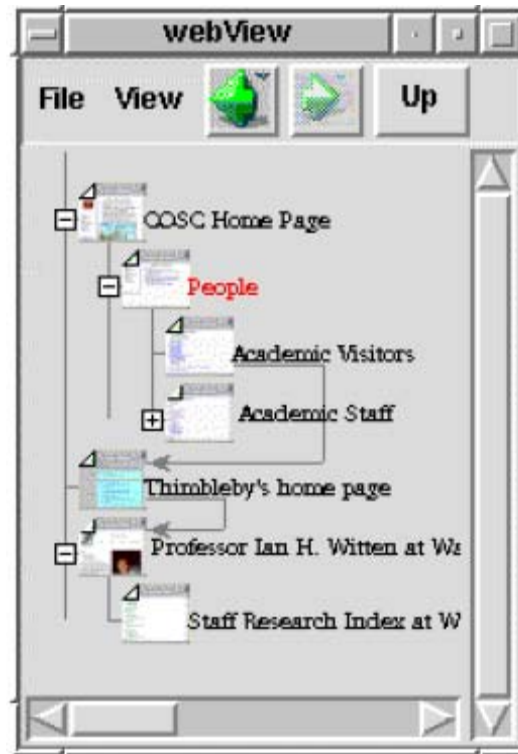 webView
File View Up
COSC Home Page
People
Academic Visitors
Academic Staff
Thimbleby's home page
Professor Ian H. Witten at Wa
Staff Research Index at W